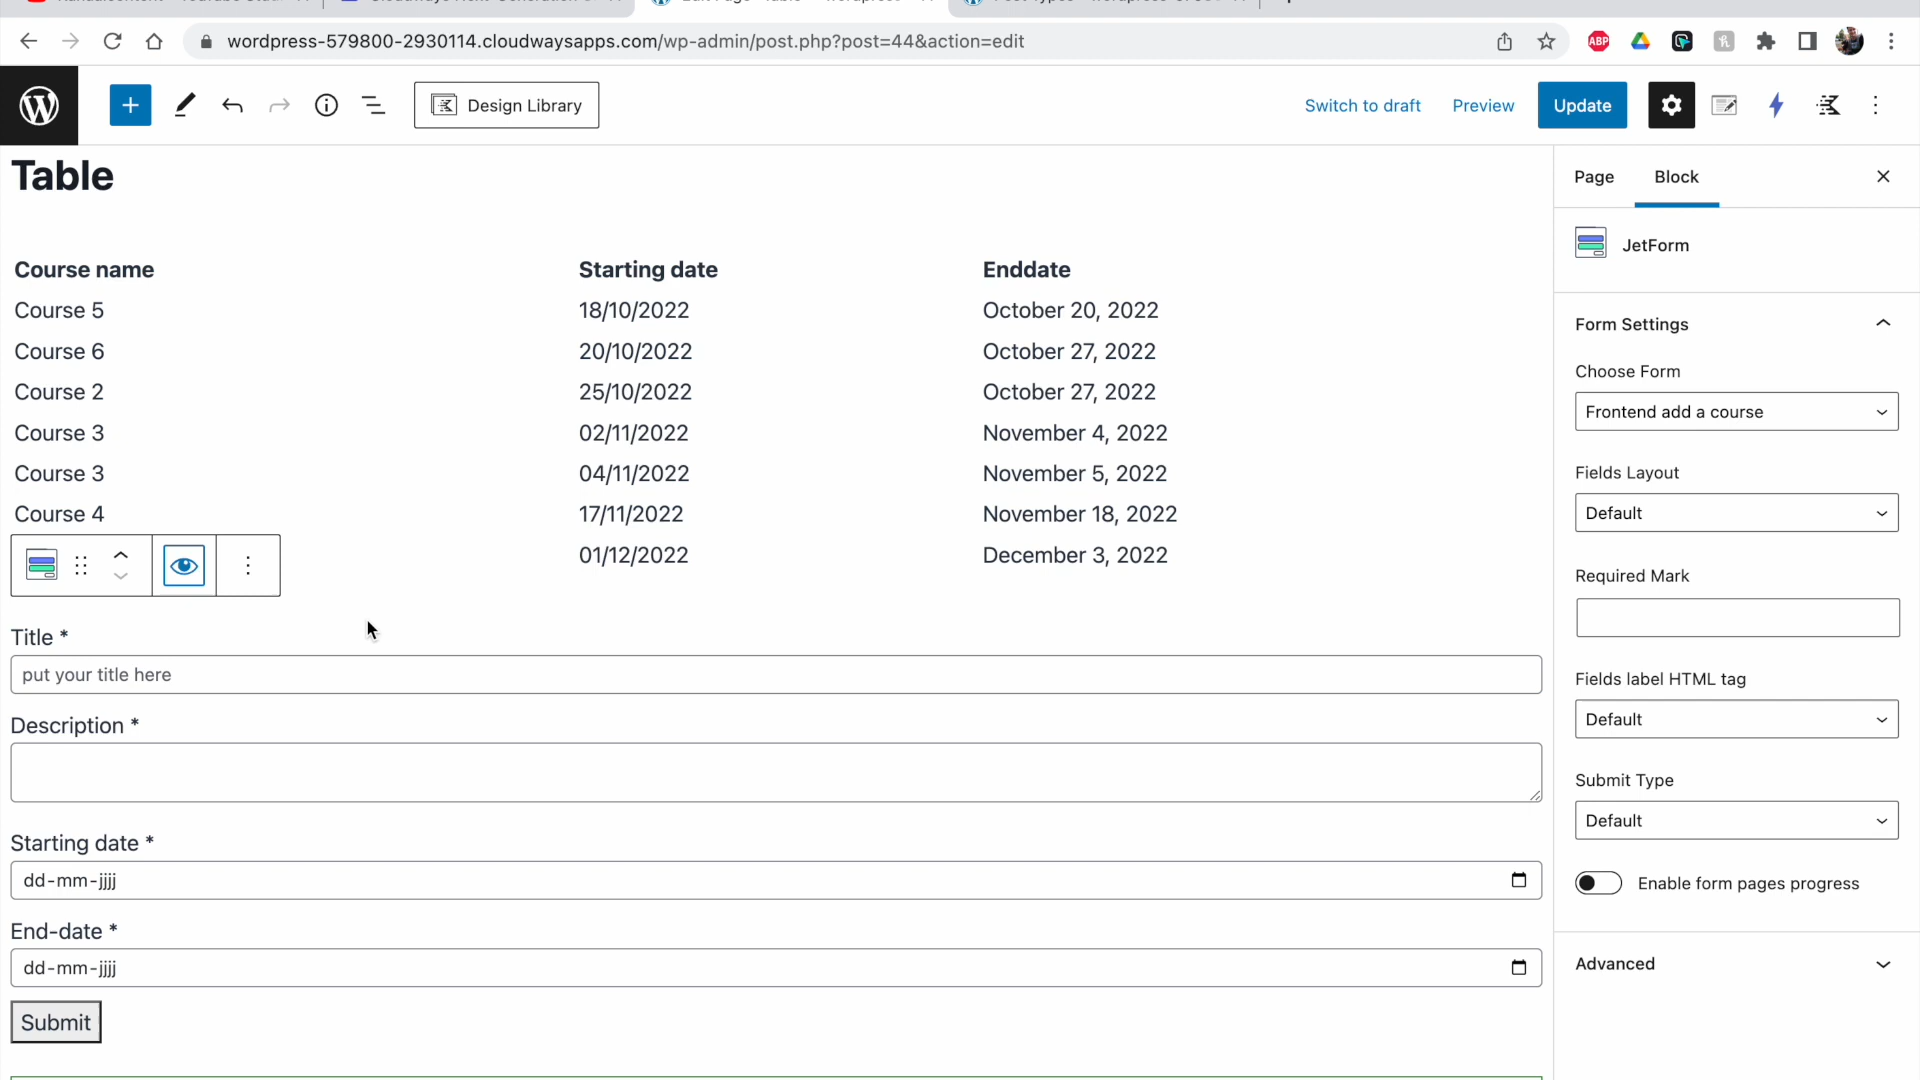 wordpress-579800-2930114.cloudwaysapps.com/wp-admin/post.php?post=44&action=edit
ABP
Design Library
Switch to draft
Preview
Update
Table
Page
Block
JetForm
Course name Starting date Enddate
Course 5 18/10/2022 October 20, 2022
Course 6 20/10/2022 October 27, 2022
Course 2 25/10/2022 October 27, 2022
Course 3 02/11/2022 November 4, 2022
Course 3 04/11/2022 November 5, 2022
Course 4 17/11/2022 November 18, 2022
01/12/2022 December 3, 2022
Title *
put your title here
Description *
Starting date *
dd-mm-jjjj
End-date *
dd-mm-jjjj
Submit
Form Settings
Choose Form
Frontend add a course
Fields Layout
Default
Required Mark
Fields label HTML tag
Default
Submit Type
Default
Enable form pages progress
Advanced